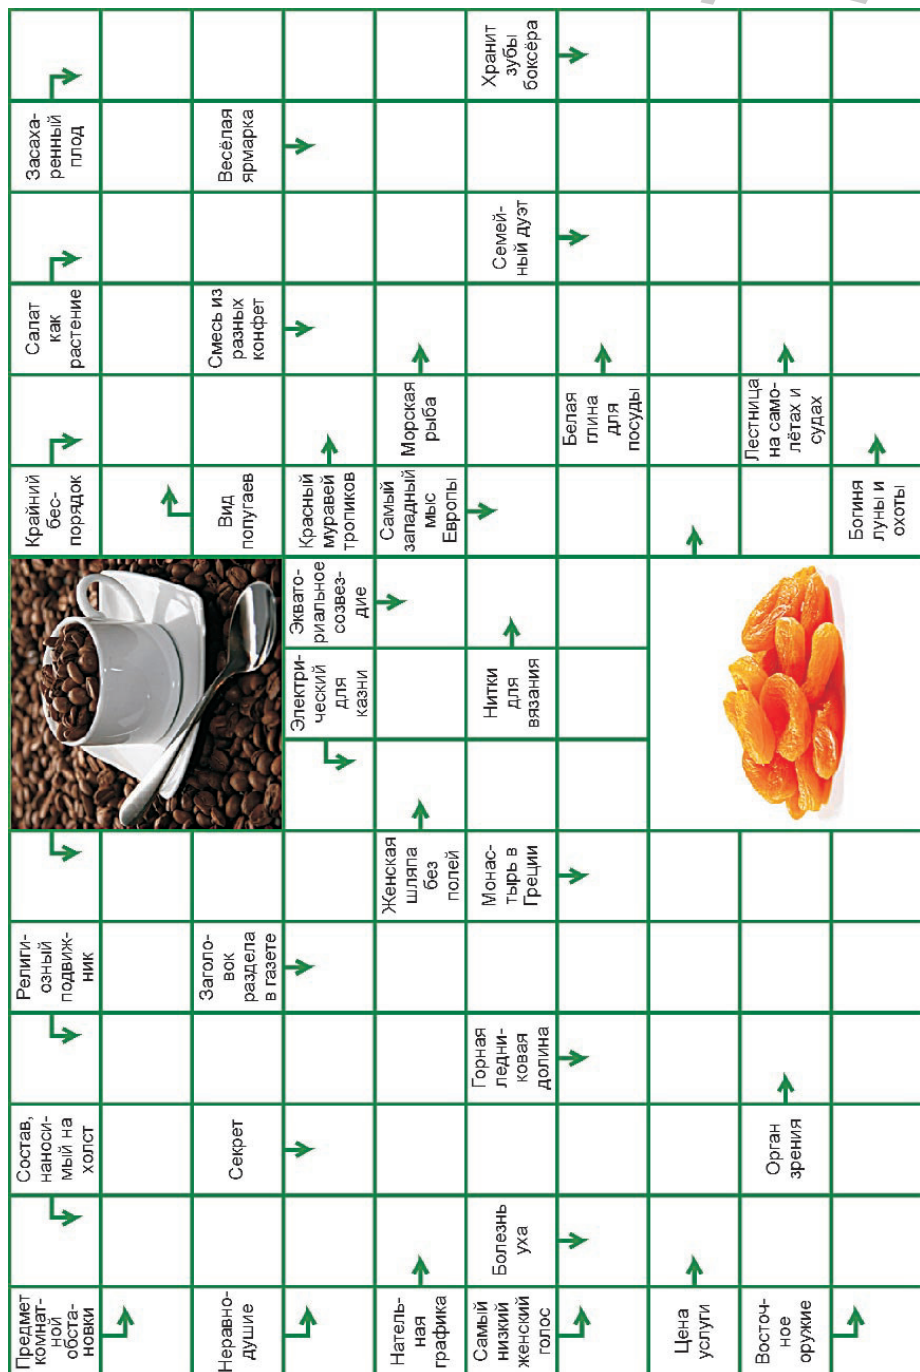 Предмет
комнат-
ной
обста-
новки
Состав,
наноси-
мый на
холст
Религи-
озный
подвиж-
ник
Крайний
бес-
порядок
Салат
как
растение
Засаха-
ренный
плод
Неравно-
душие
Секрет
Заголо-
вок
раздела
в газете
Вид
попугаев
Смесь из
разных
конфет
Весёлая
ярмарка
Электри-
ческий
для
казни
Эквато-
риальное
созвез-
дие
Красный
муравей
тропиков
Натель-
ная
графика
Женская
шляпа
без
полей
Самый
западный
мыс
Европы
Морская
рыба
Самый
низкий
женский
голос
Болезнь
уха
Горная
ледни-
ковая
долина
Монас-
тырь в
Греции
Нитки
для
вязания
Семей-
ный дуэт
Хранит
зубы
боксёра
Белая
глина
для
посуды
Цена
услуги
Восточ-
ное
оружие
Орган
зрения
Лестница
на само-
лётах и
судах
Богиня
луны и
охоты